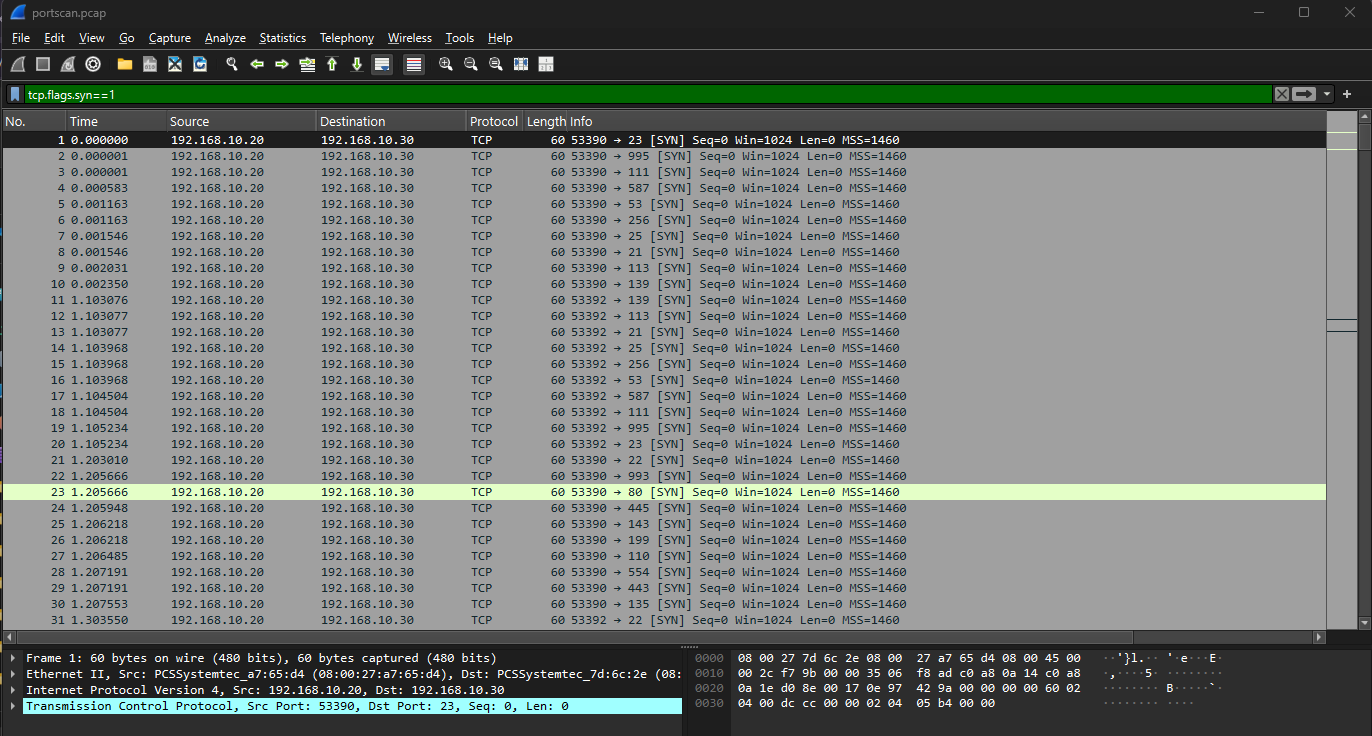 portscan.pcap
File Edit View Go Capture Analyze Statistics Telephony Wireless Tools Help
tcp.flags.syn==1
No. Time Source Destination Protocol Length Info
1 0.000000 192.168.10.20 192.168.10.30 TCP 60 53390 → 23 [SYN] Seq=0 Win=1024 Len=0 MSS=1460
2 0.000001 192.168.10.20 192.168.10.30 TCP 60 53390 → 995 [SYN] Seq=0 Win=1024 Len=0 MSS=1460
3 0.000001 192.168.10.20 192.168.10.30 TCP 60 53390 → 111 [SYN] Seq=0 Win=1024 Len=0 MSS=1460
4 0.000583 192.168.10.20 192.168.10.30 TCP 60 53390 → 587 [SYN] Seq=0 Win=1024 Len=0 MSS=1460
5 0.001163 192.168.10.20 192.168.10.30 TCP 60 53390 → 53 [SYN] Seq=0 Win=1024 Len=0 MSS=1460
6 0.001163 192.168.10.20 192.168.10.30 TCP 60 53390 → 256 [SYN] Seq=0 Win=1024 Len=0 MSS=1460
7 0.001546 192.168.10.20 192.168.10.30 TCP 60 53390 → 25 [SYN] Seq=0 Win=1024 Len=0 MSS=1460
8 0.001546 192.168.10.20 192.168.10.30 TCP 60 53390 → 21 [SYN] Seq=0 Win=1024 Len=0 MSS=1460
9 0.002031 192.168.10.20 192.168.10.30 TCP 60 53390 → 113 [SYN] Seq=0 Win=1024 Len=0 MSS=1460
10 0.002350 192.168.10.20 192.168.10.30 TCP 60 53390 → 139 [SYN] Seq=0 Win=1024 Len=0 MSS=1460
11 1.103076 192.168.10.20 192.168.10.30 TCP 60 53392 → 139 [SYN] Seq=0 Win=1024 Len=0 MSS=1460
12 1.103077 192.168.10.20 192.168.10.30 TCP 60 53392 → 113 [SYN] Seq=0 Win=1024 Len=0 MSS=1460
13 1.103077 192.168.10.20 192.168.10.30 TCP 60 53392 → 21 [SYN] Seq=0 Win=1024 Len=0 MSS=1460
14 1.103968 192.168.10.20 192.168.10.30 TCP 60 53392 → 25 [SYN] Seq=0 Win=1024 Len=0 MSS=1460
15 1.103968 192.168.10.20 192.168.10.30 TCP 60 53392 → 256 [SYN] Seq=0 Win=1024 Len=0 MSS=1460
16 1.103968 192.168.10.20 192.168.10.30 TCP 60 53392 → 53 [SYN] Seq=0 Win=1024 Len=0 MSS=1460
17 1.104504 192.168.10.20 192.168.10.30 TCP 60 53392 → 587 [SYN] Seq=0 Win=1024 Len=0 MSS=1460
18 1.104504 192.168.10.20 192.168.10.30 TCP 60 53392 → 111 [SYN] Seq=0 Win=1024 Len=0 MSS=1460
19 1.105234 192.168.10.20 192.168.10.30 TCP 60 53392 → 995 [SYN] Seq=0 Win=1024 Len=0 MSS=1460
20 1.105234 192.168.10.20 192.168.10.30 TCP 60 53392 → 23 [SYN] Seq=0 Win=1024 Len=0 MSS=1460
21 1.203010 192.168.10.20 192.168.10.30 TCP 60 53390 → 22 [SYN] Seq=0 Win=1024 Len=0 MSS=1460
22 1.205666 192.168.10.20 192.168.10.30 TCP 60 53390 → 993 [SYN] Seq=0 Win=1024 Len=0 MSS=1460
23 1.205666 192.168.10.20 192.168.10.30 TCP 60 53390 → 80 [SYN] Seq=0 Win=1024 Len=0 MSS=1460
24 1.205948 192.168.10.20 192.168.10.30 TCP 60 53390 → 445 [SYN] Seq=0 Win=1024 Len=0 MSS=1460
25 1.206218 192.168.10.20 192.168.10.30 TCP 60 53390 → 143 [SYN] Seq=0 Win=1024 Len=0 MSS=1460
26 1.206218 192.168.10.20 192.168.10.30 TCP 60 53390 → 199 [SYN] Seq=0 Win=1024 Len=0 MSS=1460
27 1.206485 192.168.10.20 192.168.10.30 TCP 60 53390 → 110 [SYN] Seq=0 Win=1024 Len=0 MSS=1460
28 1.207191 192.168.10.20 192.168.10.30 TCP 60 53390 → 554 [SYN] Seq=0 Win=1024 Len=0 MSS=1460
29 1.207191 192.168.10.20 192.168.10.30 TCP 60 53390 → 443 [SYN] Seq=0 Win=1024 Len=0 MSS=1460
30 1.207553 192.168.10.20 192.168.10.30 TCP 60 53390 → 135 [SYN] Seq=0 Win=1024 Len=0 MSS=1460
31 1.303550 192.168.10.20 192.168.10.30 TCP 60 53392 → 22 [SYN] Seq=0 Win=1024 Len=0 MSS=1460
Frame 1: 60 bytes on wire (480 bits), 60 bytes captured (480 bits)
Ethernet II, Src: PCSSystemtec_a7:65:d4 (08:00:27:a7:65:d4), Dst: PCSSystemtec_7d:6c:2e (08:
Internet Protocol Version 4, Src: 192.168.10.20, Dst: 192.168.10.30
Transmission Control Protocol, Src Port: 53390, Dst Port: 23, Seq: 0, Len: 0
0000 08 00 27 7d 6c 2e 08 00 27 a7 65 d4 08 00 45 00 ··'}l.·· '·e···E·
0010 00 2c f7 9b 00 00 35 06 f8 ad c0 a8 0a 14 c0 a8 ·,····5· ········
0020 0a 1e d0 8e 00 17 0e 97 42 9a 00 00 00 00 60 02 ········ B·····`·
0030 04 00 dc cc 00 00 02 04 05 b4 00 00 ········ ····